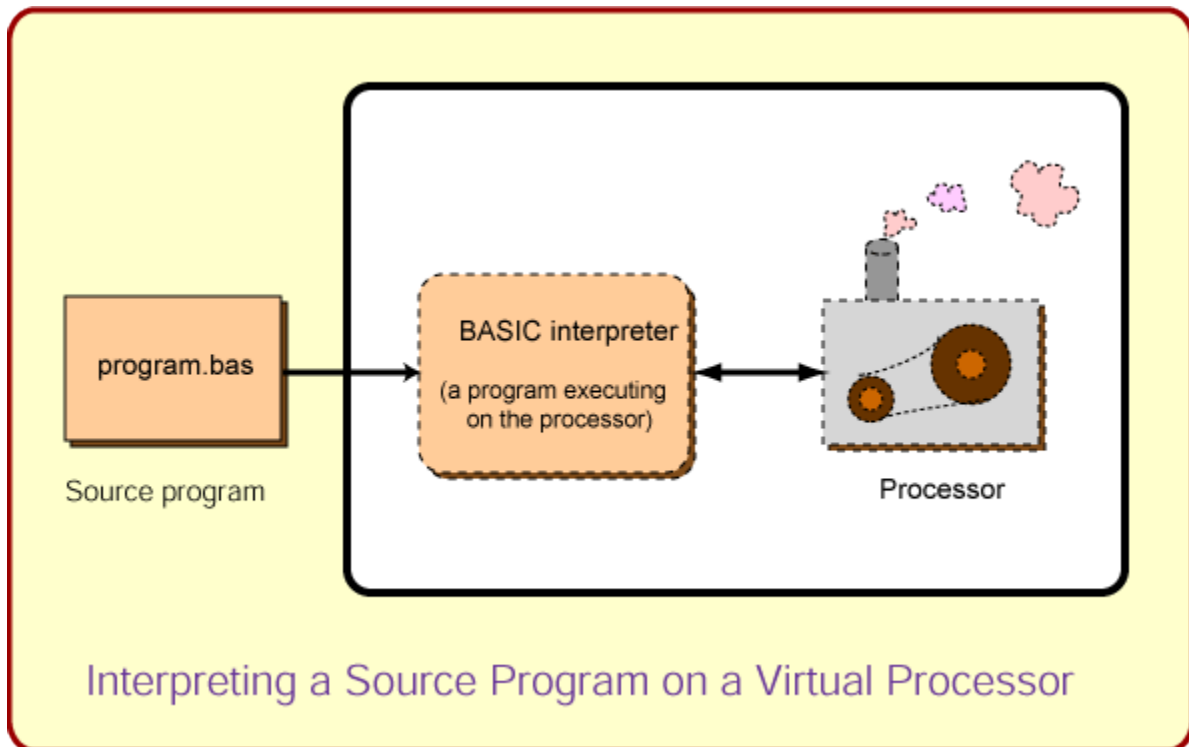 program.bas
Source program
BASIC interpreter
(a program executing
on the processor)
Processor
Interpreting a Source Program on a Virtual Processor